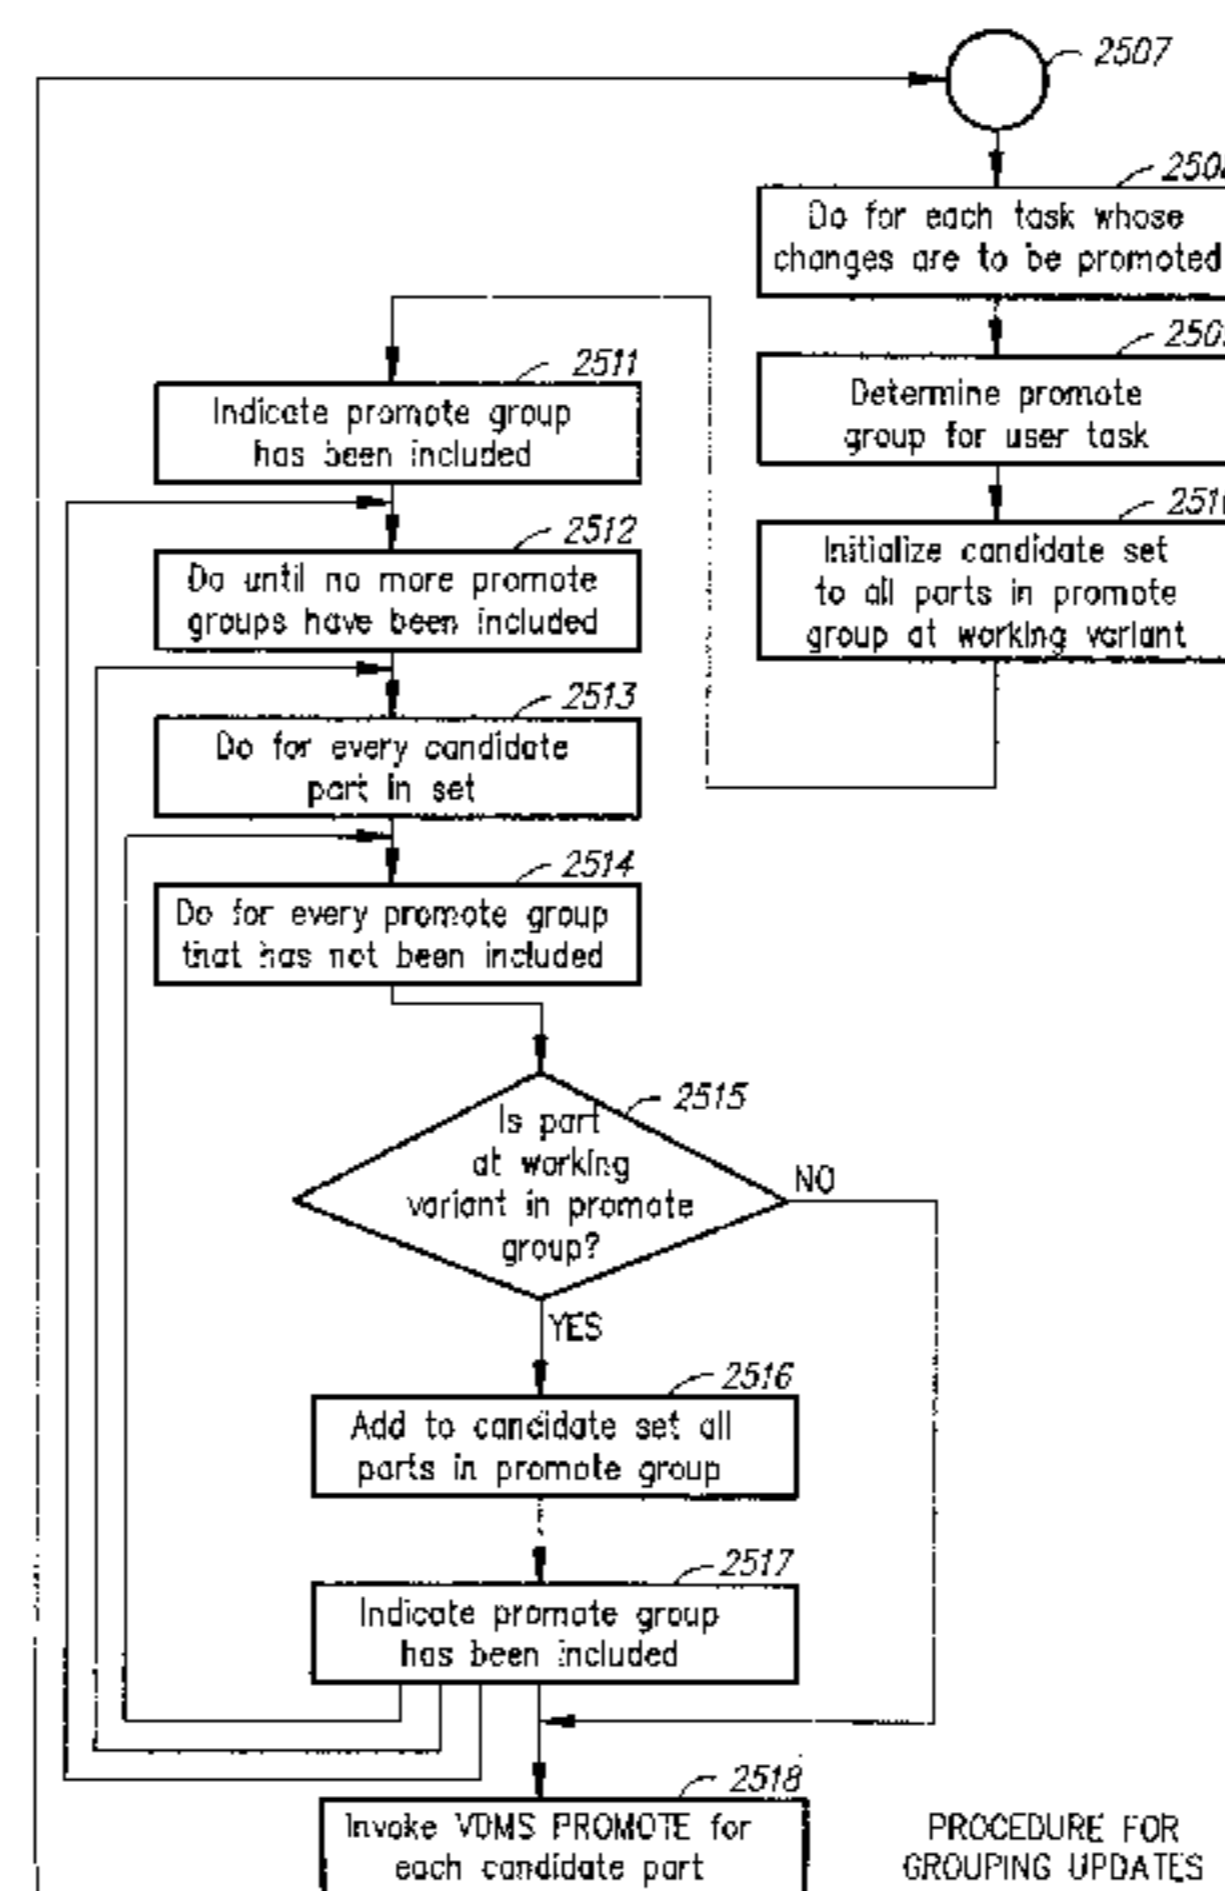 2507
Do for each task whose
changes are to be promoted
Determine promote
group for user task
Initialize candidate set
to all parts in promote
group at working variant
2511
Indicate promote group
has been included
2512
Do until no more promote
groups have been included
2513
Do for every candidate
part in set
2514
Do for every promote group
that has not been included
2515
Is part
at working
variant in promote
group?
NO
YES
2516
Add to candidate set all
parts in promote group
2517
Indicate promote group
has been included
2518
Invoke VDMS PROMOTE for
each candidate part
PROCEDURE FOR
GROUPING UPDATES